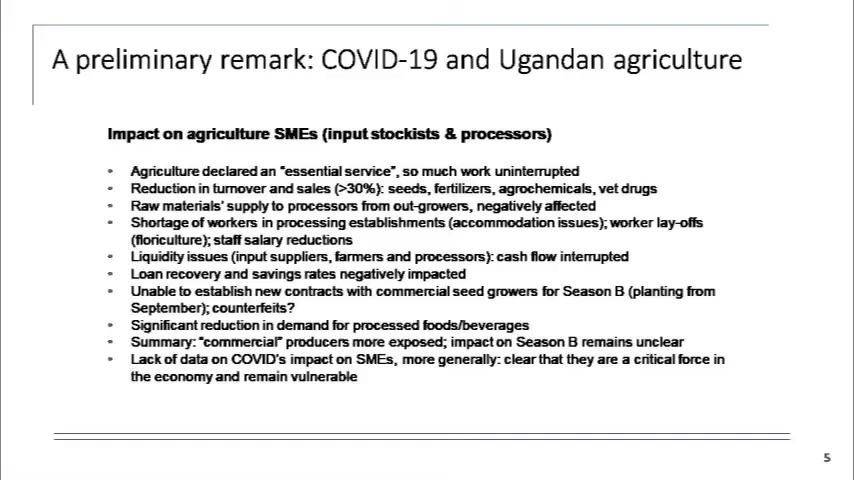 A preliminary remark: COVID-19 and Ugandan agriculture
Impact on agriculture SMEs (input stockists & processors)
• Agriculture declared an "essential service", so much work uninterrupted
• Reduction in turnover and sales (>30%): seeds, fertilizers, agrochemicals, vet drugs
• Raw materials' supply to processors from out-growers, negatively affected
• Shortage of workers in processing establishments (accommodation issues); worker lay-offs
(floriculture); staff salary reductions
• Liquidity issues (input suppliers, farmers and processors): cash flow interrupted
• Loan recovery and savings rates negatively impacted
• Unable to establish new contracts with commercial seed growers for Season B (planting from
September); counterfeits?
• Significant reduction in demand for processed foods/beverages
• Summary: "commercial" producers more exposed; impact on Season B remains unclear
• Lack of data on COVID's impact on SMEs, more generally: clear that they are a critical force in
the economy and remain vulnerable
5